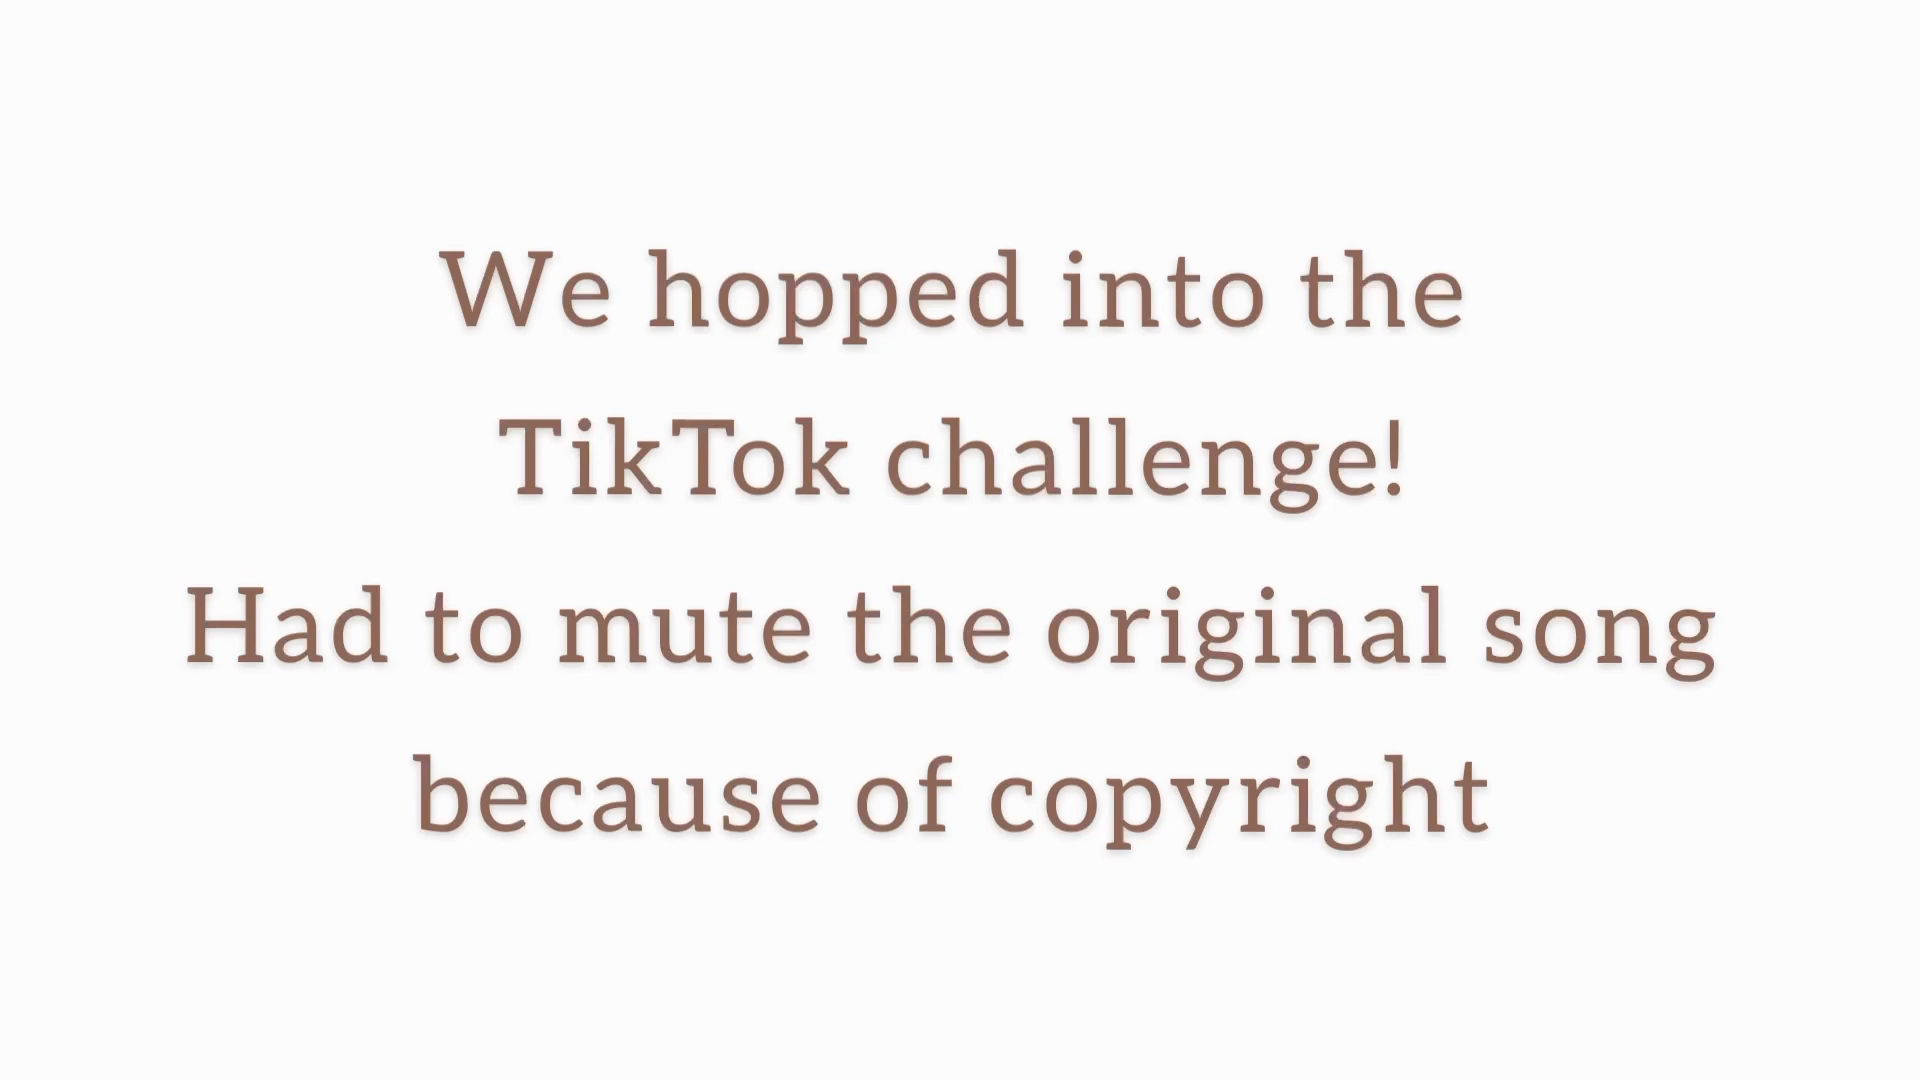 We hopped into the
TikTok challenge!
Had to mute the original song
because of copyright